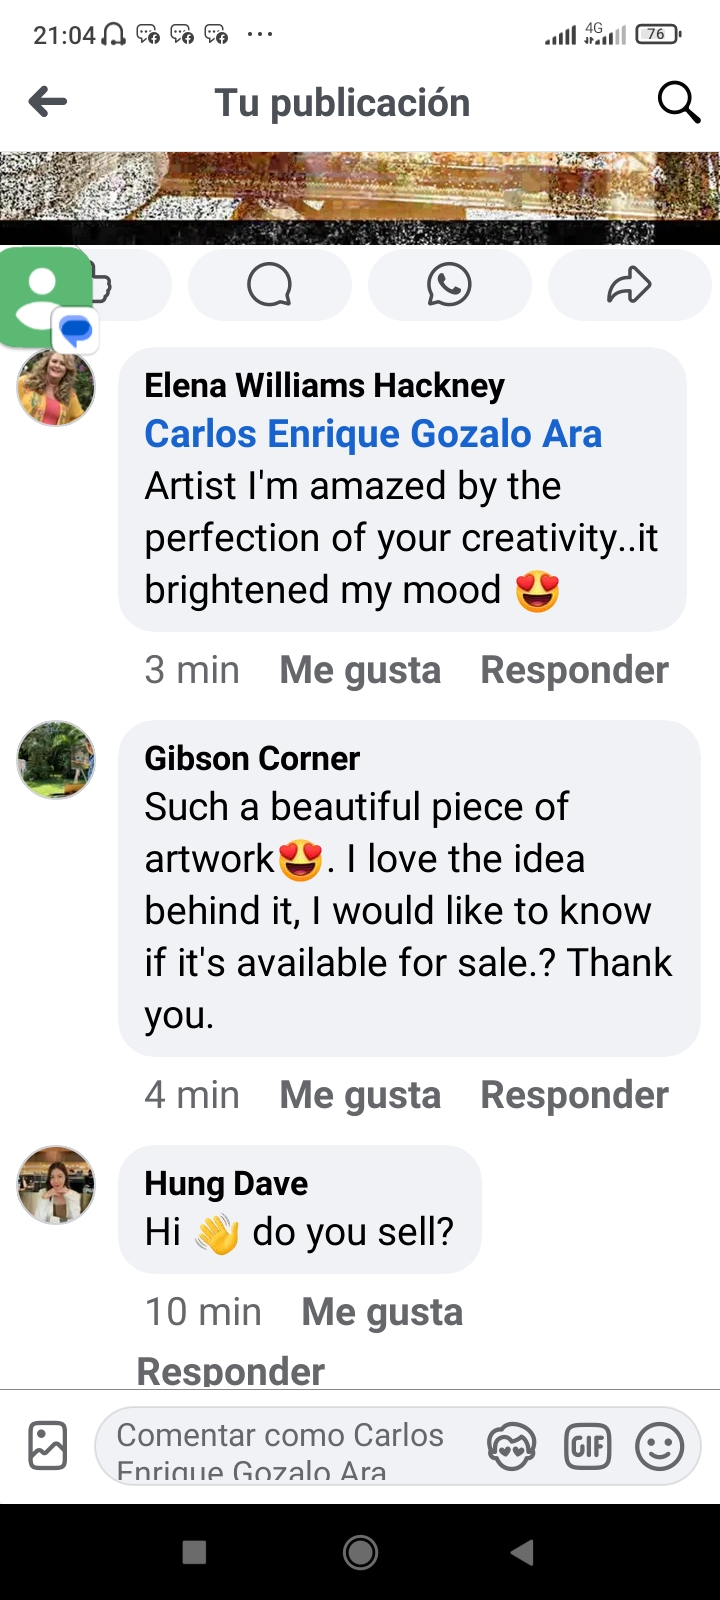 21:04 4G 76
Tu publicación
Elena Williams Hackney
Carlos Enrique Gozalo Ara
Artist I'm amazed by the
perfection of your creativity..it
brightened my mood 😍
3 min Me gusta Responder
Gibson Corner
Such a beautiful piece of
artwork😍. I love the idea
behind it, I would like to know
if it's available for sale.? Thank
you.
4 min Me gusta Responder
Hung Dave
Hi 👋 do you sell?
10 min Me gusta
Responder
Comentar como Carlos
Enrique Gozalo Ara
GIF